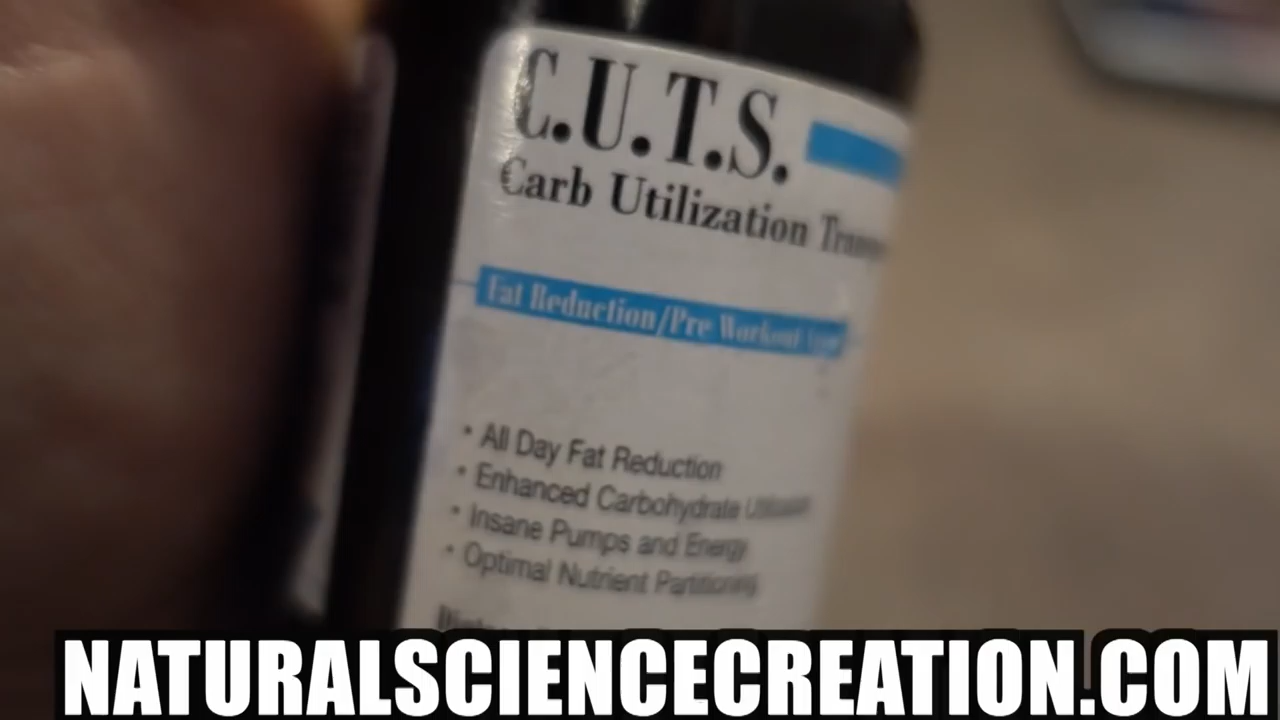 C.U.T.S.
Carb Utilization
Fat Reduction/Pre Workout
• All Day Fat Reduction
• Enhanced Carbohydrate
• Insane Pumps and Energy
• Optimal Nutrient Partitioning
NATURALSCIENCECREATION.COM